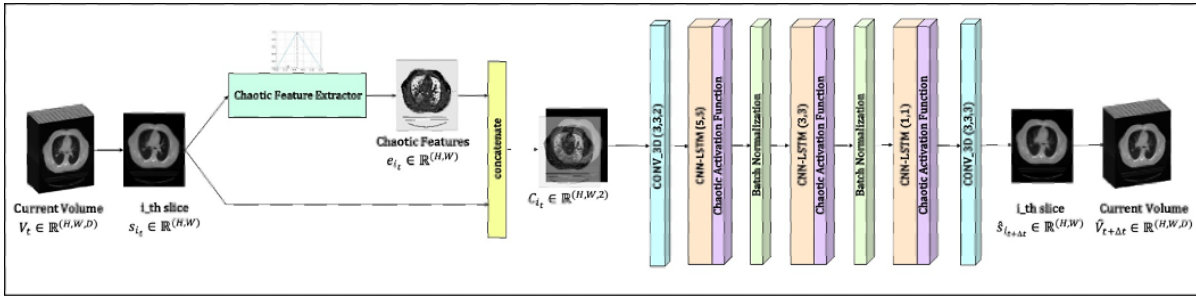 Chaotic Feature Extractor
Current Volume
V_t ∈ ℝ^(H,W,D)
i_th slice
s_{i_t} ∈ ℝ^(H,W)
Chaotic Features
e_{i_t} ∈ ℝ^(H,W)
concatenate
C_{i_t} ∈ ℝ^(H,W,2)
CONV_3D (3,3,2)
CNN-LSTM (5,5)
Chaotic Activation Function
Batch Normalization
CNN-LSTM (3,3)
Chaotic Activation Function
Batch Normalization
CNN-LSTM (1,1)
Chaotic Activation Function
CONV_3D (3,3,3)
i_th slice
ŝ_{i_{t+Δt}} ∈ ℝ^(H,W)
Current Volume
V̂_{t+Δt} ∈ ℝ^(H,W,D)